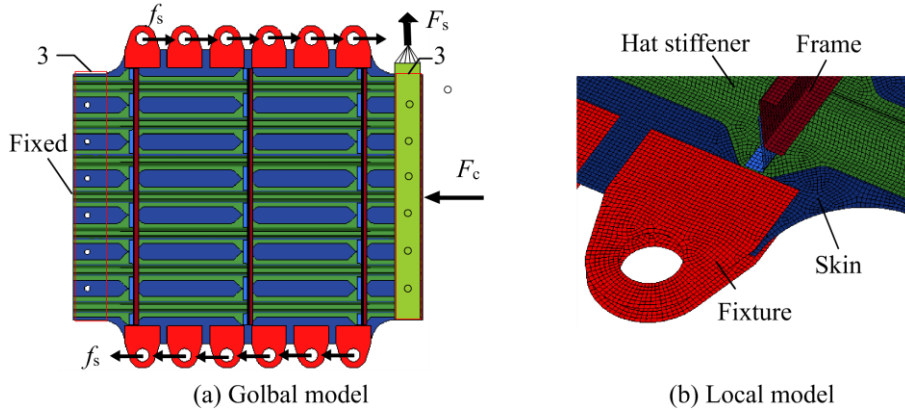 fs
Fs
3
3
Fixed
Fc
fs
(a) Golbal model
Hat stiffener
Frame
Skin
Fixture
(b) Local model